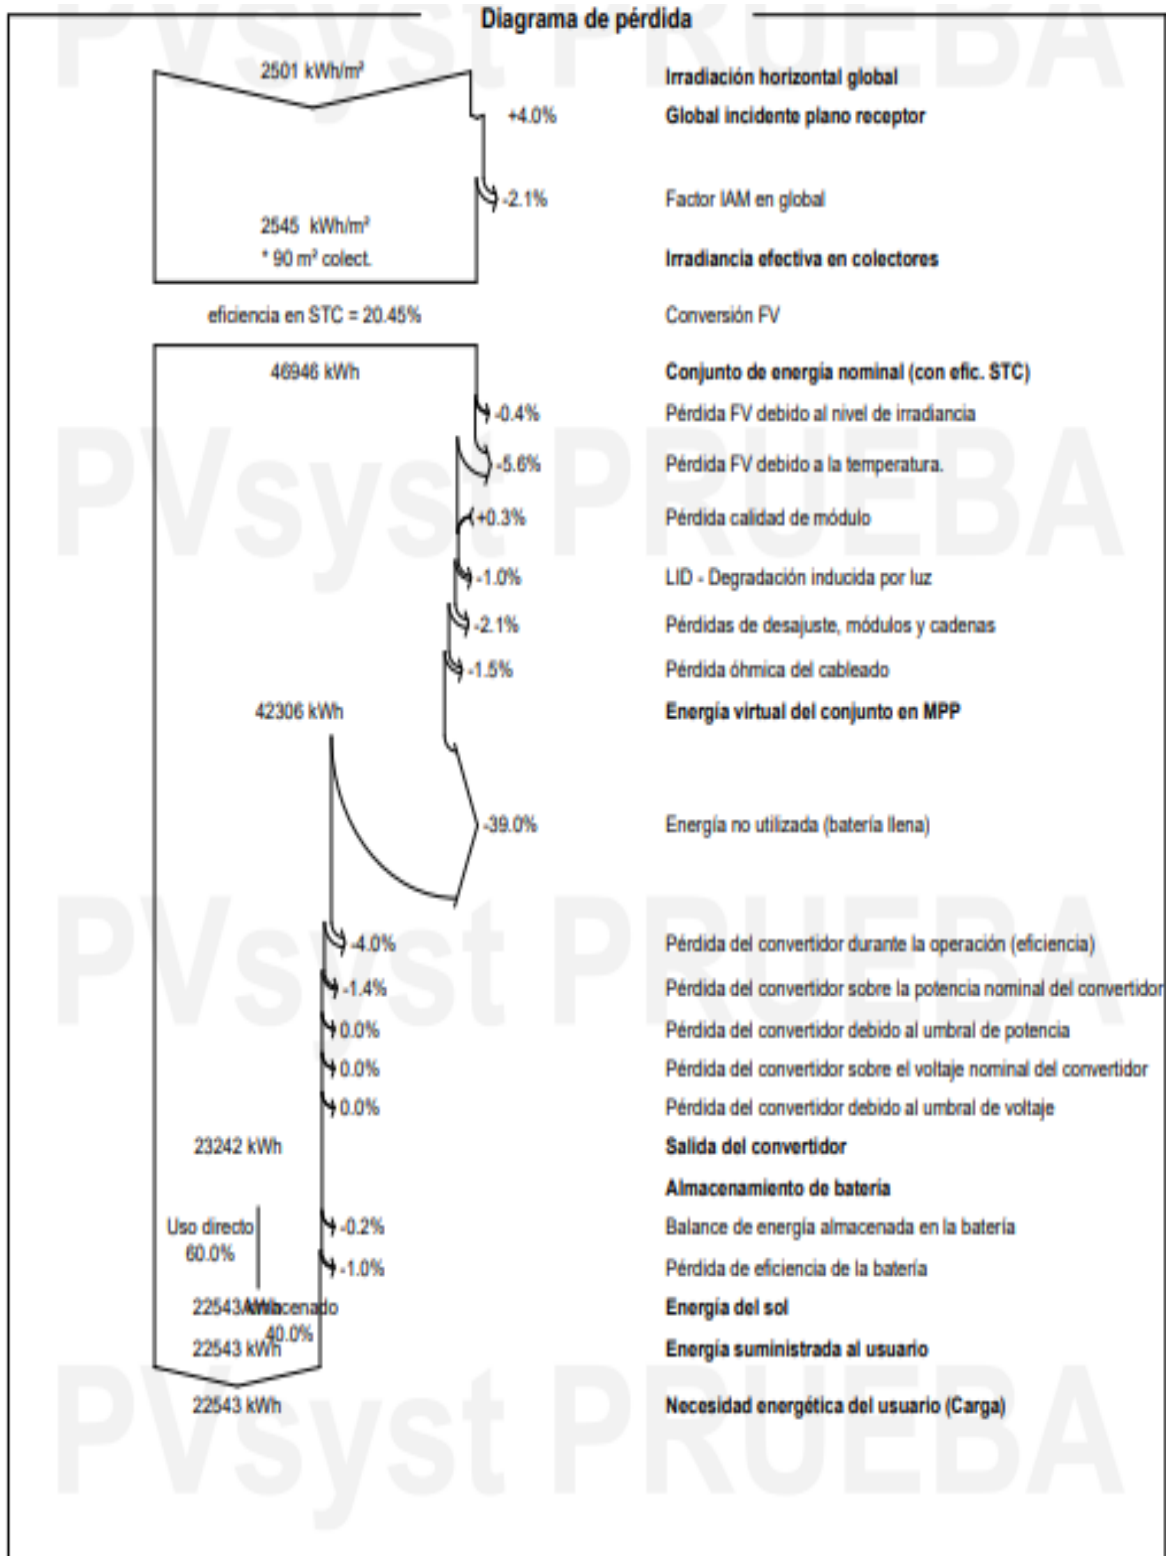 Diagrama de pérdida
2501 kWh/m²
Irradiación horizontal global
+4.0%
Global incidente plano receptor
-2.1%
Factor IAM en global
2545 kWh/m²
* 90 m² colect.
Irradiancia efectiva en colectores
eficiencia en STC = 20.45%
Conversión FV
46946 kWh
Conjunto de energía nominal (con efic. STC)
-0.4%
Pérdida FV debido al nivel de irradiancia
-5.6%
Pérdida FV debido a la temperatura.
+0.3%
Pérdida calidad de módulo
-1.0%
LID - Degradación inducida por luz
-2.1%
Pérdidas de desajuste, módulos y cadenas
-1.5%
Pérdida óhmica del cableado
42306 kWh
Energía virtual del conjunto en MPP
-39.0%
Energía no utilizada (batería llena)
-4.0%
Pérdida del convertidor durante la operación (eficiencia)
-1.4%
Pérdida del convertidor sobre la potencia nominal del convertidor
0.0%
Pérdida del convertidor debido al umbral de potencia
0.0%
Pérdida del convertidor sobre el voltaje nominal del convertidor
0.0%
Pérdida del convertidor debido al umbral de voltaje
23242 kWh
Salida del convertidor
Almacenamiento de batería
Uso directo
60.0%
-0.2%
Balance de energía almacenada en la batería
-1.0%
Pérdida de eficiencia de la batería
22543 kWh
Almacenado
40.0%
Energía del sol
22543 kWh
Energía suministrada al usuario
22543 kWh
Necesidad energética del usuario (Carga)
PVsyst PRUEBA
PVsyst PRUEBA
PVsyst PRUEBA
PVsyst PRUEBA